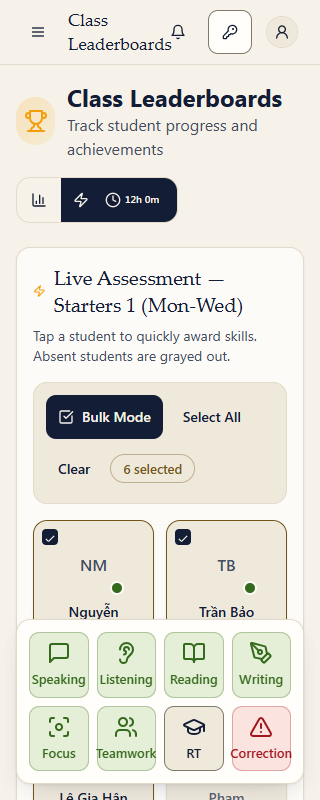 Class
Leaderboards
Class Leaderboards
Track student progress and
achievements
12h 0m
Live Assessment —
Starters 1 (Mon-Wed)
Tap a student to quickly award skills.
Absent students are grayed out.
Bulk Mode
Select All
Clear
6 selected
NM
TB
Nguyễn
Trần Bảo
Speaking
Listening
Reading
Writing
Focus
Teamwork
RT
Correction
Lê Gia Hân
Phạm